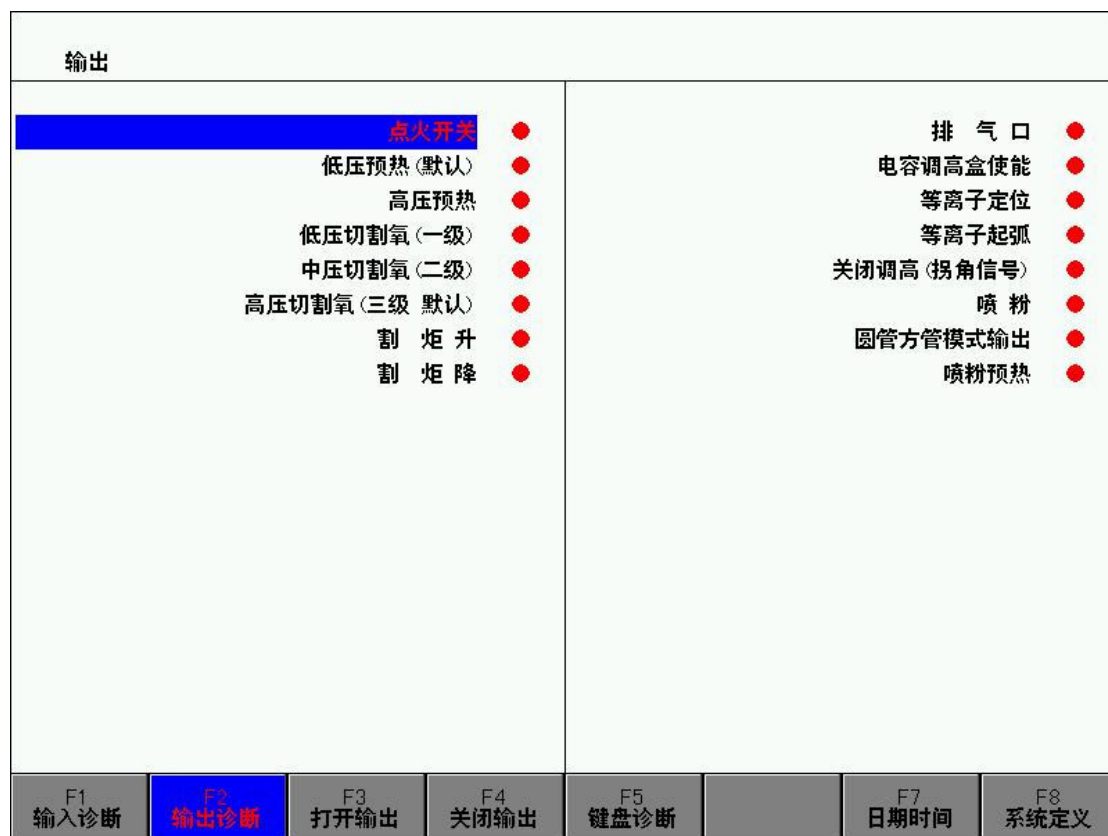 输出
点火开关
低压预热(默认)
高压预热
低压切割氧(一级)
中压切割氧(二级)
高压切割氧(三级 默认)
割 炬 升
割 炬 降
排 气 口
电容调高盒使能
等离子定位
等离子起弧
关闭调高(拐角信号)
喷 粉
圆管方管模式输出
喷粉预热
F1
输入诊断
F2
输出诊断
F3
打开输出
F4
关闭输出
F5
键盘诊断
F7
日期时间
F8
系统定义